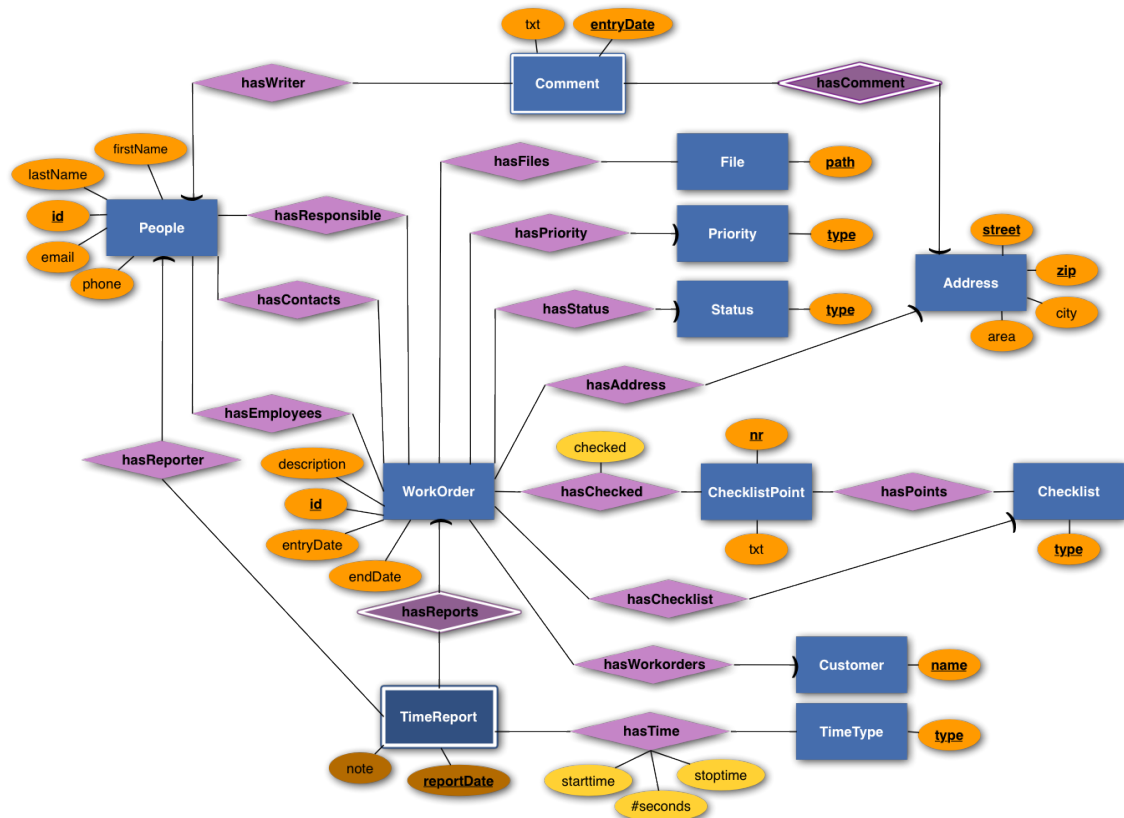 txt
entryDate
hasWriter
Comment
hasComment
firstName
lastName
id
email
phone
People
hasFiles
File
path
hasResponsible
hasPriority
Priority
type
street
zip
Address
city
area
hasContacts
hasStatus
Status
type
hasAddress
hasEmployees
hasReporter
description
id
entryDate
endDate
WorkOrder
checked
hasChecked
nr
ChecklistPoint
txt
hasPoints
Checklist
type
hasChecklist
hasReports
hasWorkorders
Customer
name
TimeReport
note
reportDate
hasTime
starttime
#seconds
stoptime
TimeType
type